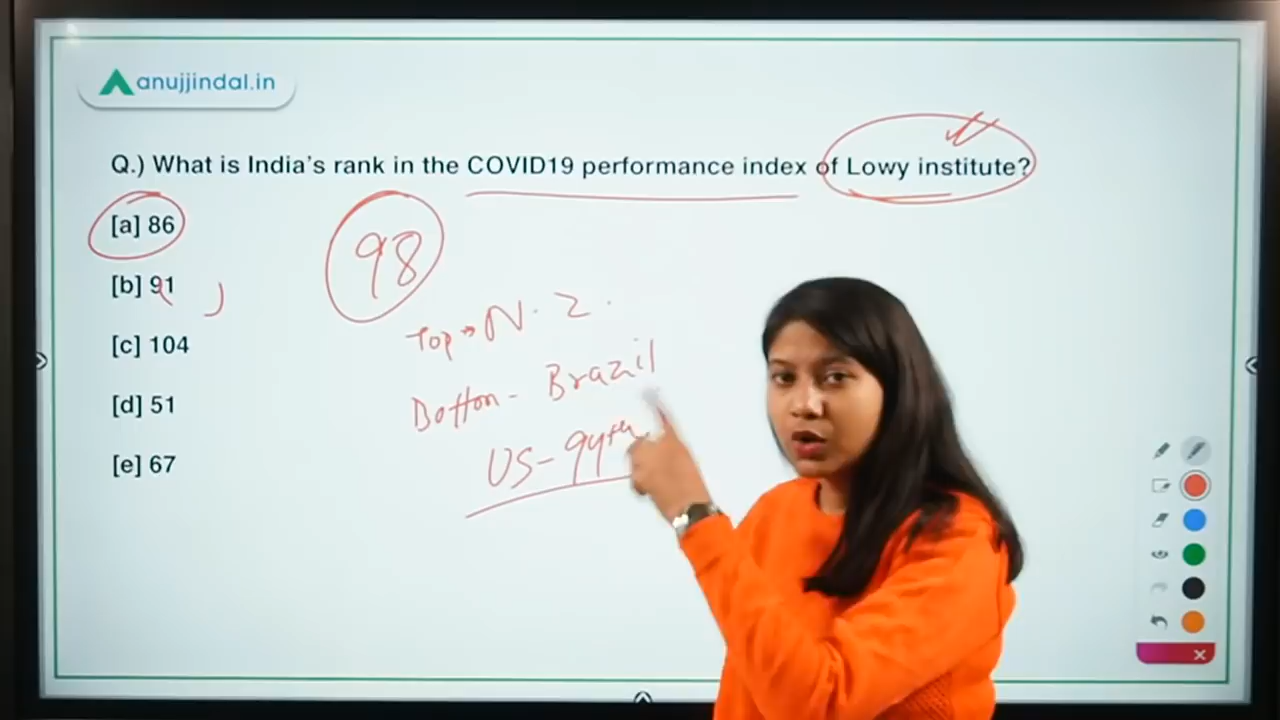 anujjindal.in
Q.) What is India's rank in the COVID19 performance index of Lowy institute?
[a] 86
[b] 91
[c] 104
[d] 51
[e] 67
98
Top → N. Z.
Bottom - Brazil
US - 94th